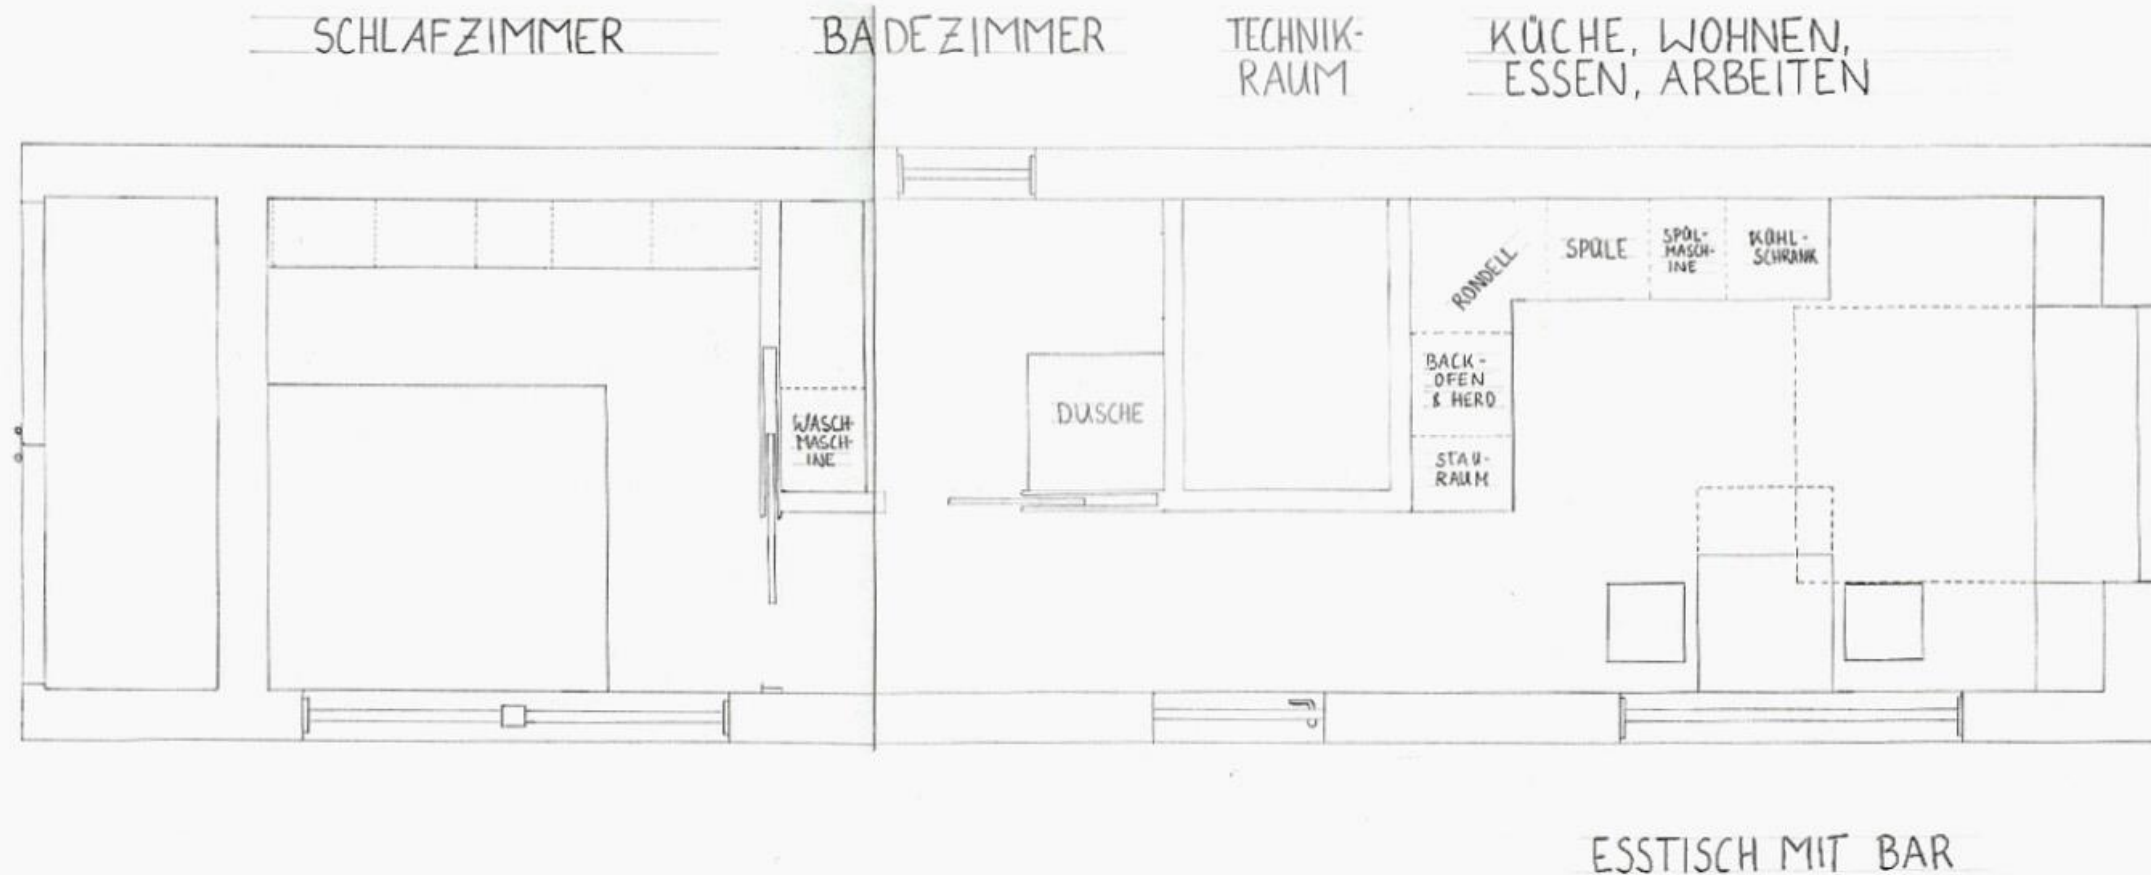 SCHLAFZIMMER
BADEZIMMER
TECHNIK-
RAUM
KÜCHE, WOHNEN,
ESSEN, ARBEITEN
RONDELL
SPÜLE
SPÜL-
MASCH-
INE
KÜHL-
SCHRANK
BACK-
OFEN
& HERD
STAU-
RAUM
DUSCHE
WASCH-
MASCH-
INE
ESSTISCH MIT BAR